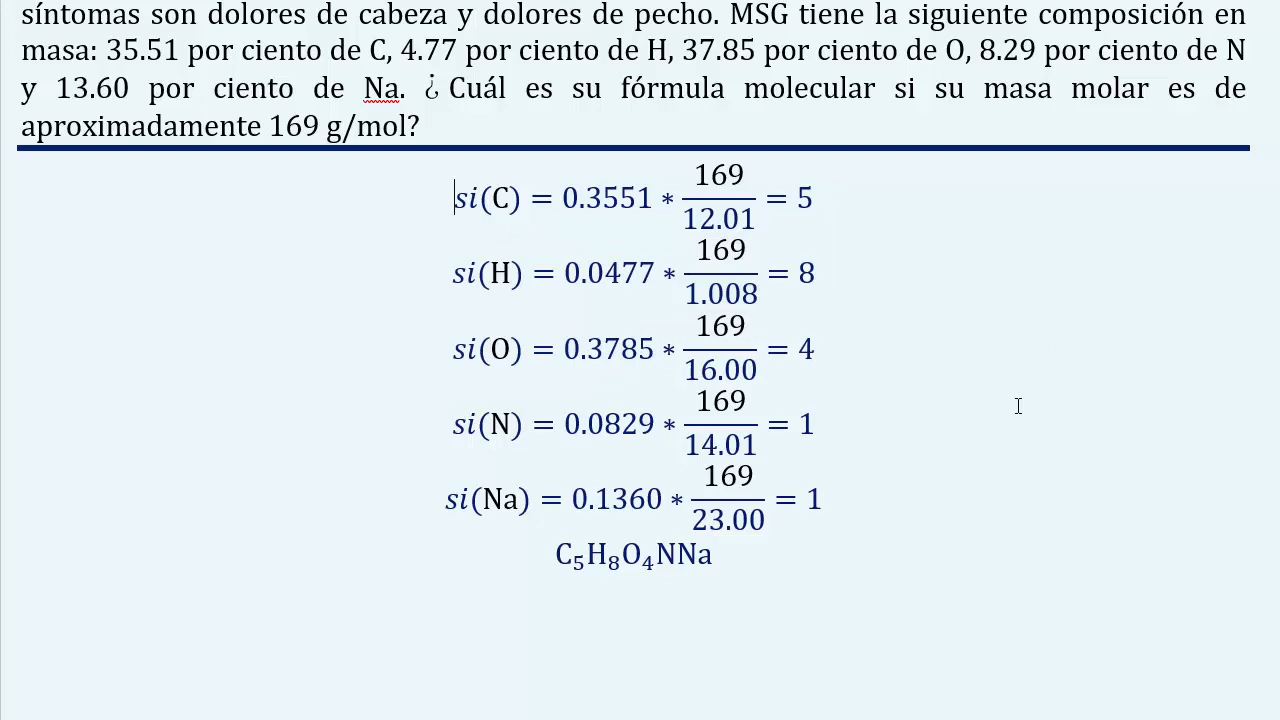 síntomas son dolores de cabeza y dolores de pecho. MSG tiene la siguiente composición en
masa: 35.51 por ciento de C, 4.77 por ciento de H, 37.85 por ciento de O, 8.29 por ciento de N
y 13.60 por ciento de Na. ¿ Cuál es su fórmula molecular si su masa molar es de
aproximadamente 169 g/mol?
si(C) = 0.3551 ∗ 169/12.01 = 5
si(H) = 0.0477 ∗ 169/1.008 = 8
si(O) = 0.3785 ∗ 169/16.00 = 4
si(N) = 0.0829 ∗ 169/14.01 = 1
si(Na) = 0.1360 ∗ 169/23.00 = 1
C₅H₈O₄NNa